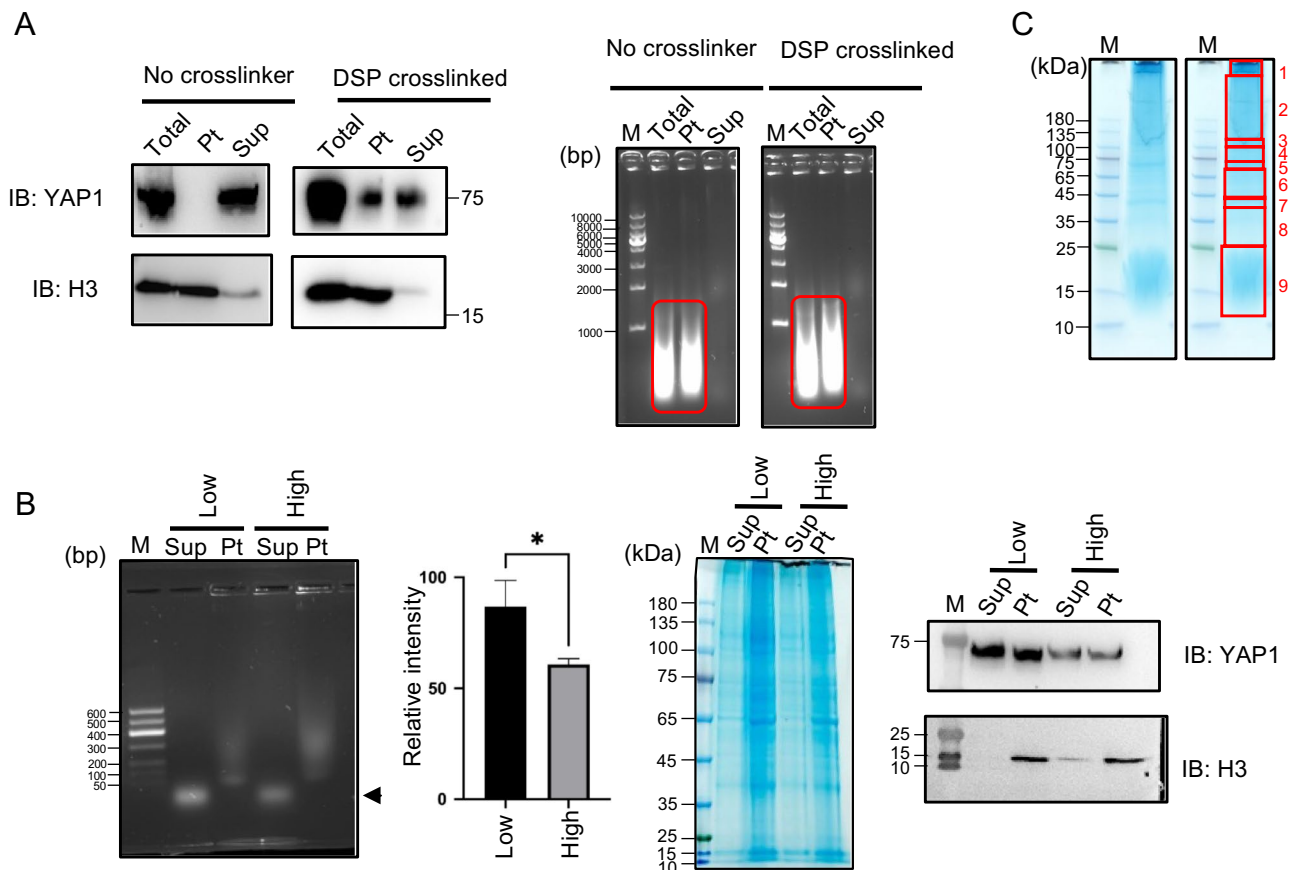 A
No crosslinker
DSP crosslinked
Total
Pt
Sup
Total
Pt
Sup
IB: YAP1
75
IB: H3
15
No crosslinker
DSP crosslinked
M
Total
Pt
Sup
M
Total
Pt
Sup
(bp)
10000
8000
6000
5000
4000
3000
2000
1000
C
M
M
(kDa)
180
135
100
75
65
45
35
25
15
10
1
2
3
4
5
6
7
8
9
B
Low
High
(bp)
M
Sup
Pt
Sup
Pt
600
500
400
300
200
100
50
Relative intensity
100
50
0
*
Low
High
Low
High
(kDa)
M
Sup
Pt
Sup
Pt
180
135
100
75
65
45
35
25
15
10
Low
High
M
Sup
Pt
Sup
Pt
75
IB: YAP1
25
15
10
IB: H3